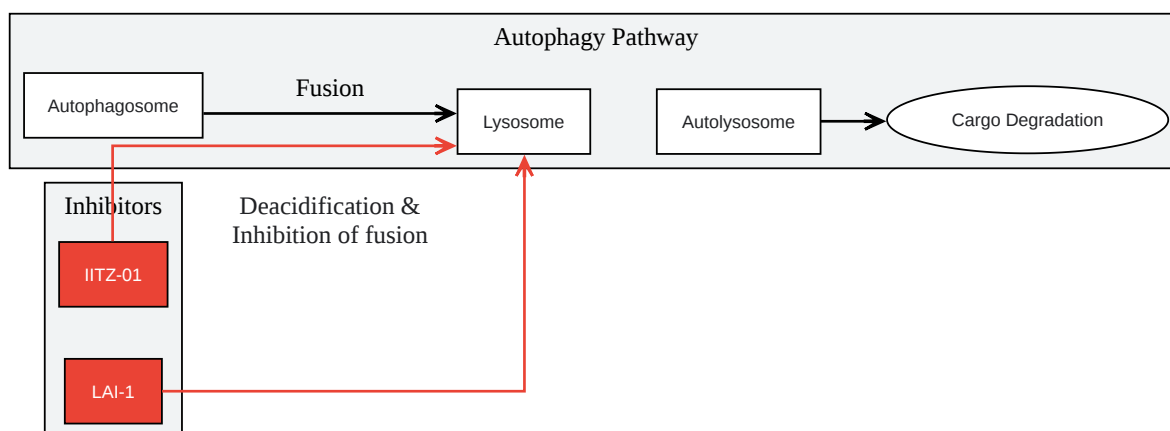 Autophagy Pathway
Autophagosome
Fusion
Lysosome
Autolysosome
Cargo Degradation
Inhibitors
Deacidification &
Inhibition of fusion
IITZ-01
LAI-1